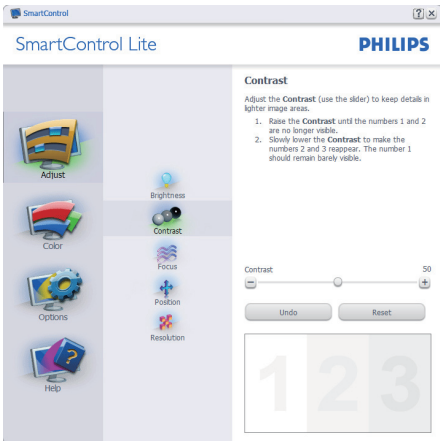 SmartControl
? ×
SmartControl Lite
PHILIPS
Adjust
Color
Options
Help
Brightness
Contrast
Focus
Position
Resolution
Contrast
Adjust the Contrast (use the slider) to keep details in
lighter image areas.
1. Raise the Contrast until the numbers 1 and 2
are no longer visible.
2. Slowly lower the Contrast to make the
numbers 2 and 3 reappear. The number 1
should remain barely visible.
Contrast 50
Undo Reset
1 2 3